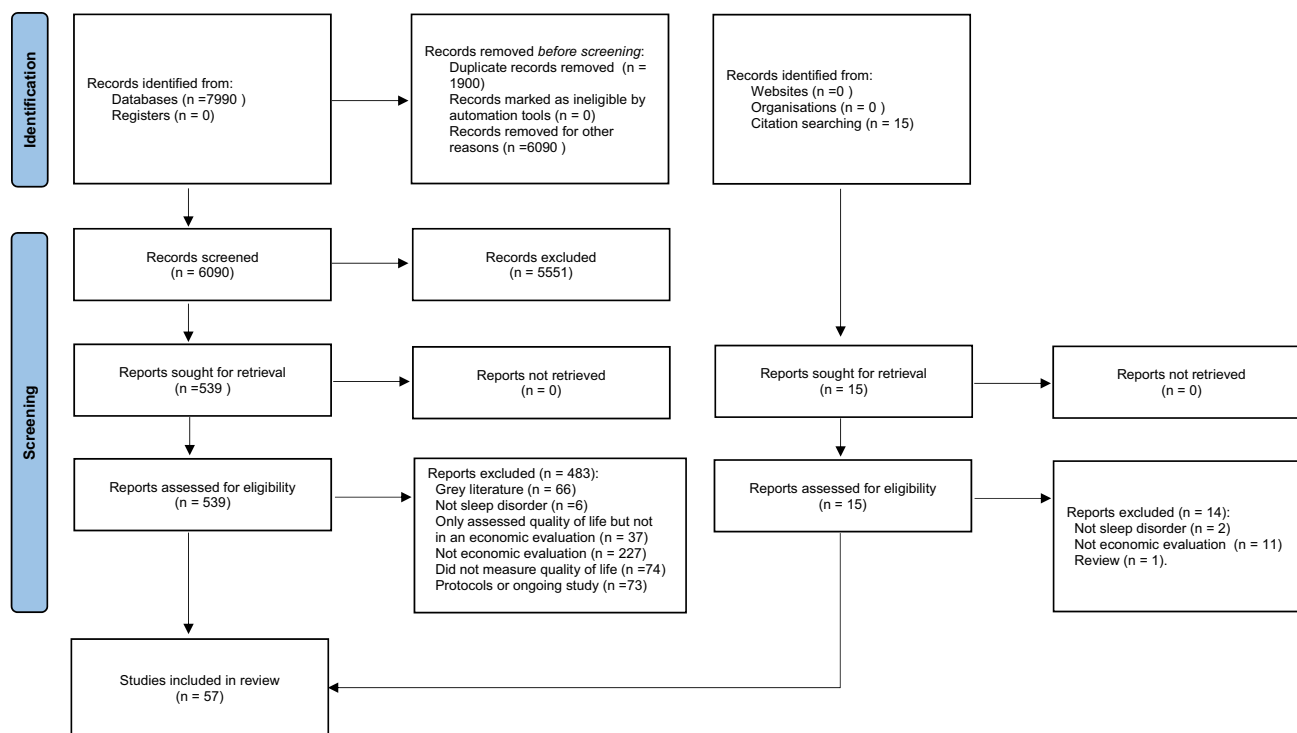 Identification
Records identified from:
Databases (n =7990 )
Registers (n = 0)
Records removed before screening:
Duplicate records removed (n =
1900)
Records marked as ineligible by
automation tools (n = 0)
Records removed for other
reasons (n =6090 )
Records identified from:
Websites (n =0 )
Organisations (n = 0 )
Citation searching (n = 15)
Screening
Records screened
(n = 6090)
Records excluded
(n = 5551)
Reports sought for retrieval
(n =539 )
Reports not retrieved
(n = 0)
Reports sought for retrieval
(n = 15)
Reports not retrieved
(n = 0)
Reports assessed for eligibility
(n = 539)
Reports excluded (n = 483):
Grey literature (n = 66)
Not sleep disorder (n =6)
Only assessed quality of life but not
in an economic evaluation (n = 37)
Not economic evaluation (n = 227)
Did not measure quality of life (n =74)
Protocols or ongoing study (n =73)
Reports assessed for eligibility
(n = 15)
Reports excluded (n = 14):
Not sleep disorder (n = 2)
Not economic evaluation (n = 11)
Review (n = 1).
Studies included in review
(n = 57)